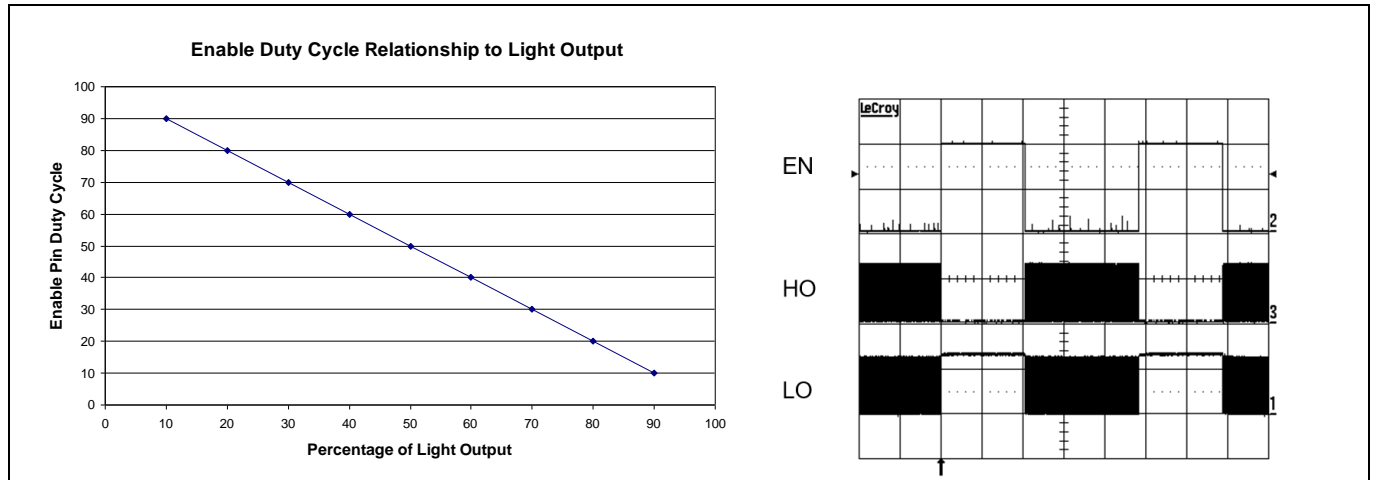 Enable Duty Cycle Relationship to Light Output
100
90
80
70
60
50
40
30
20
10
0
Enable Pin Duty Cycle
0 10 20 30 40 50 60 70 80 90 100
Percentage of Light Output
LeCroy
EN
2
HO
3
LO
1